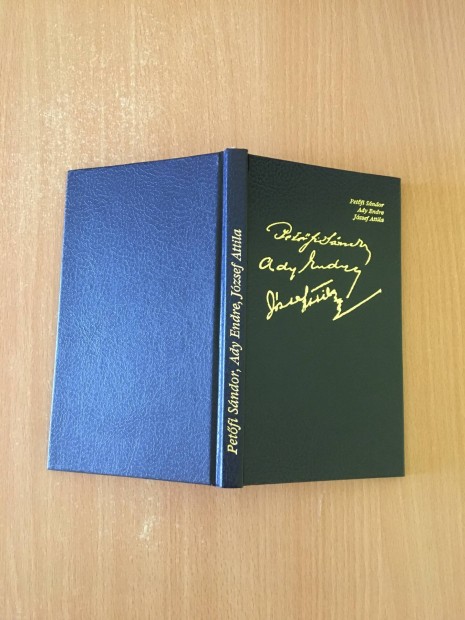 Petőfi Sándor, Ady Endre, József Attila
Petőfi Sándor
Ady Endre
József Attila
Petőfi Sándor
Ady Endre
József Attila